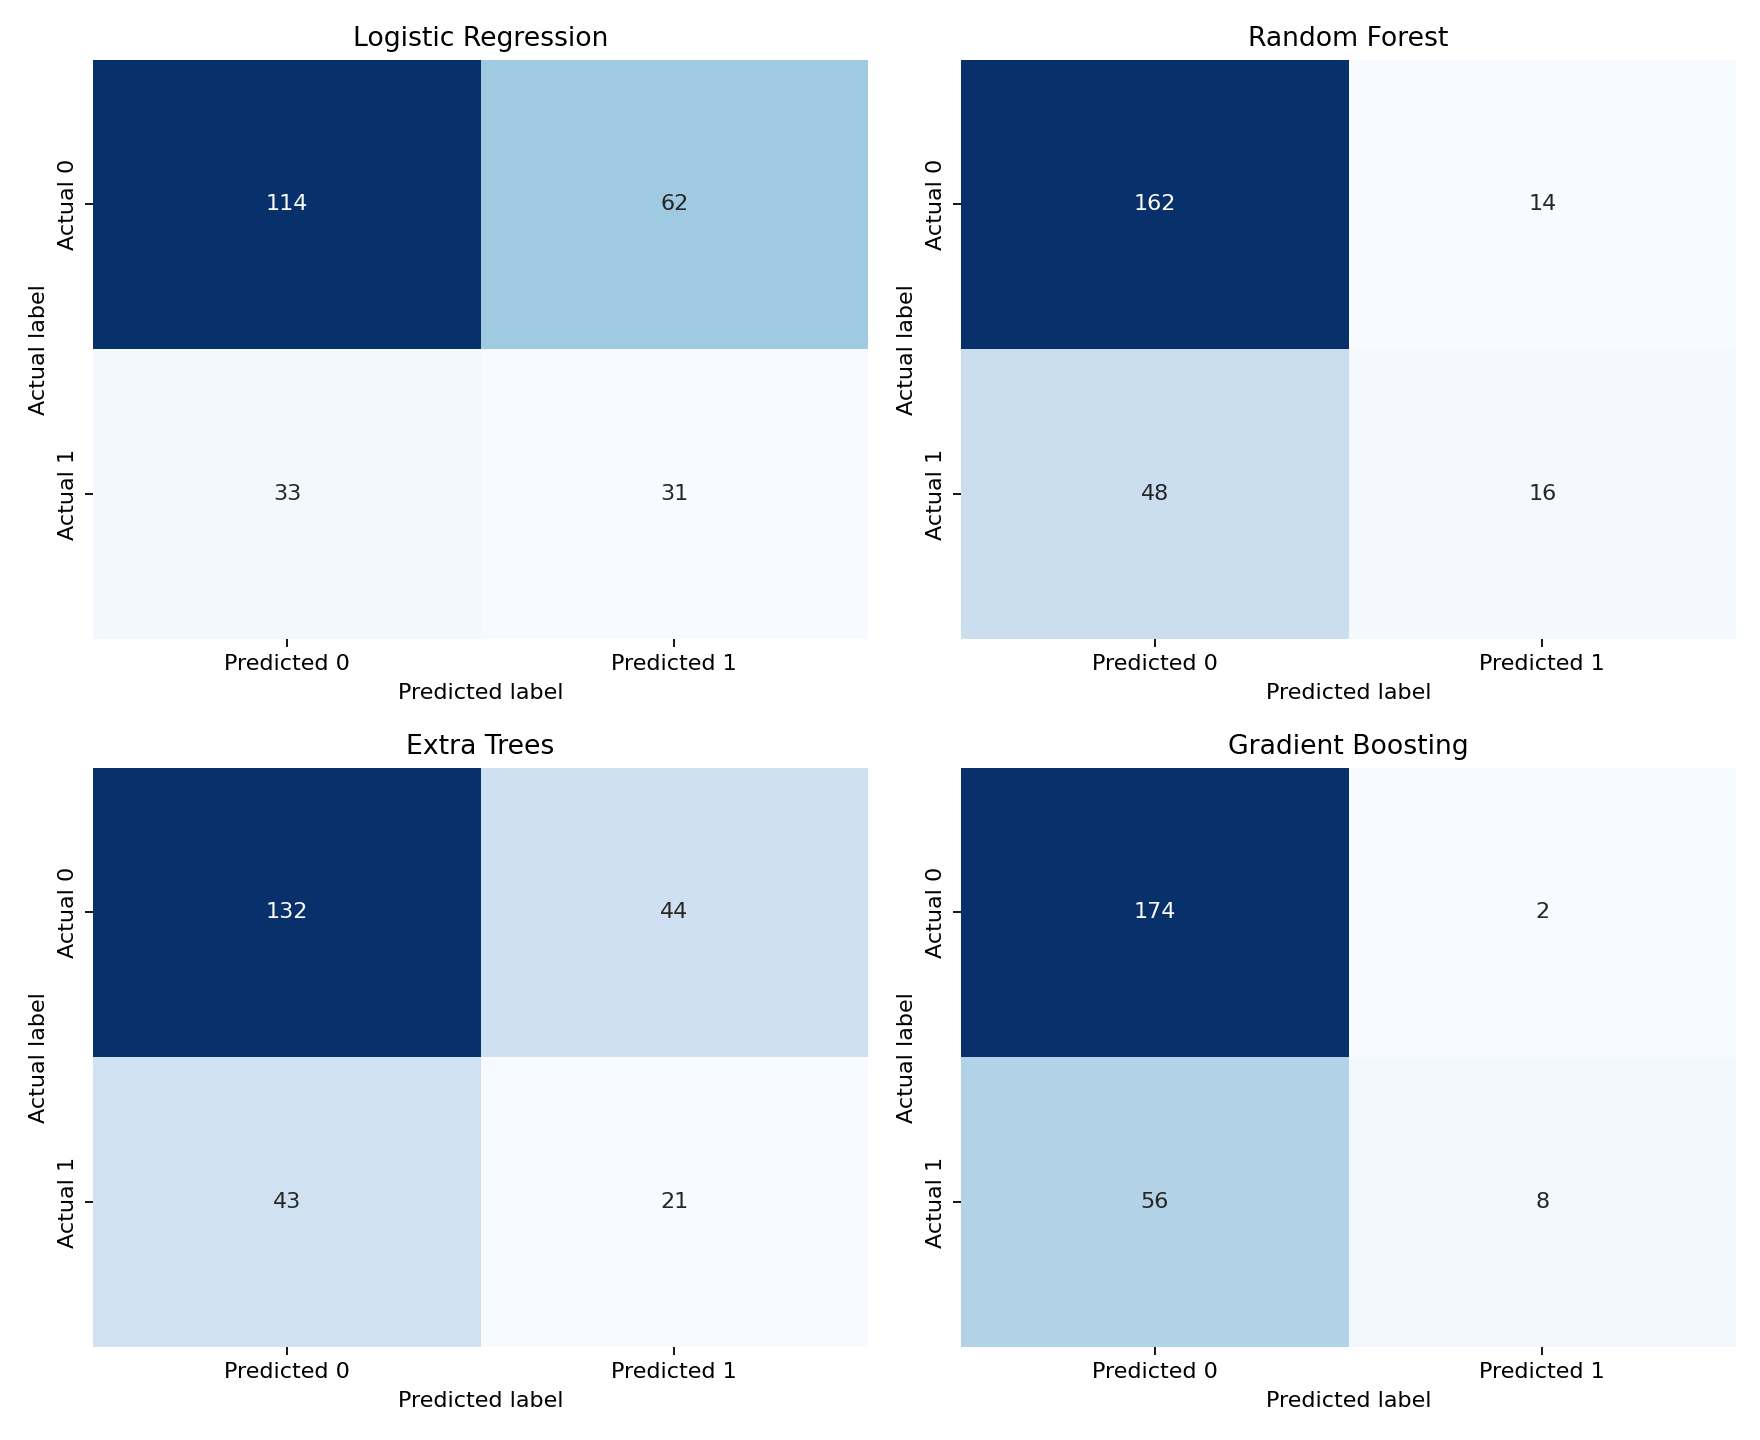 Logistic Regression
Actual label
Actual 0
114
62
Actual 1
33
31
Predicted 0
Predicted 1
Predicted label
Random Forest
Actual label
Actual 0
162
14
Actual 1
48
16
Predicted 0
Predicted 1
Predicted label
Extra Trees
Actual label
Actual 0
132
44
Actual 1
43
21
Predicted 0
Predicted 1
Predicted label
Gradient Boosting
Actual label
Actual 0
174
2
Actual 1
56
8
Predicted 0
Predicted 1
Predicted label